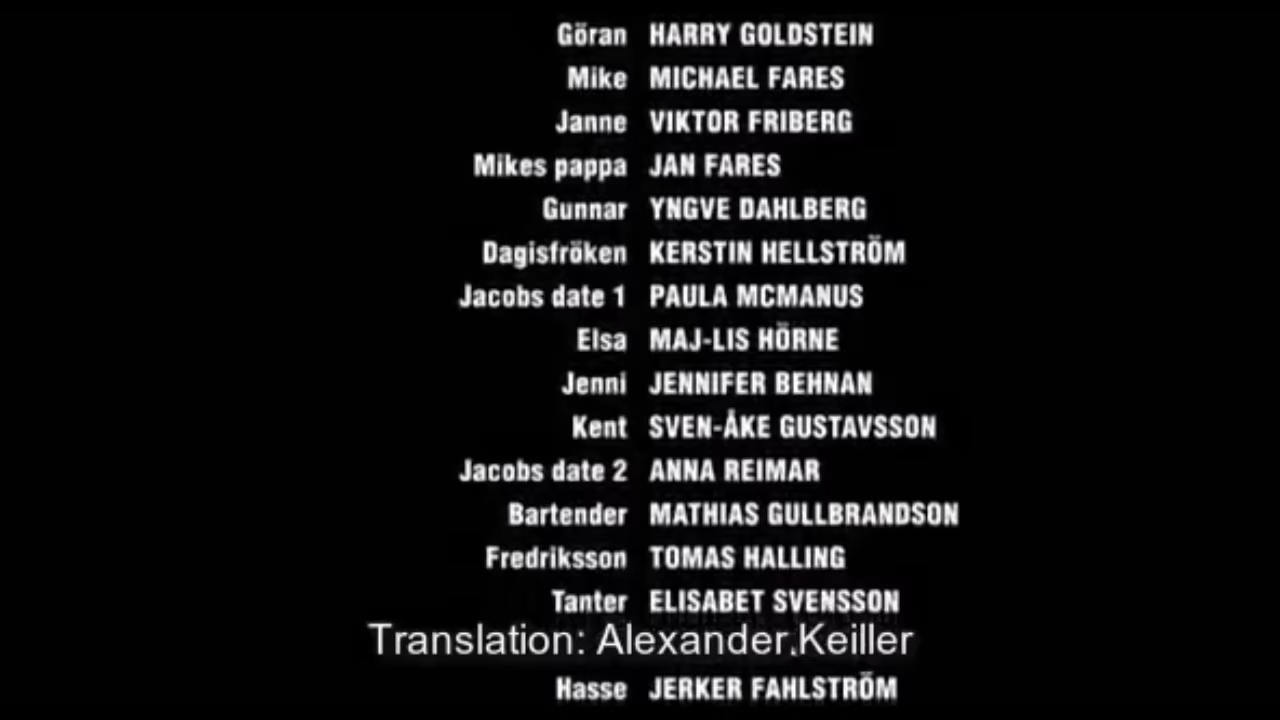 Göran HARRY GOLDSTEIN
Mike MICHAEL FARES
Janne VIKTOR FRIBERG
Mikes pappa JAN FARES
Gunnar YNGVE DAHLBERG
Dagisfröken KERSTIN HELLSTRÖM
Jacobs date 1 PAULA MCMANUS
Elsa MAJ-LIS HÖRNE
Jenni JENNIFER BEHNAN
Kent SVEN-ÅKE GUSTAVSSON
Jacobs date 2 ANNA REIMAR
Bartender MATHIAS GULLBRANDSON
Fredriksson TOMAS HALLING
Tanter ELISABET SVENSSON
Translation: Alexander Keiller
Hasse JERKER FAHLSTRÖM